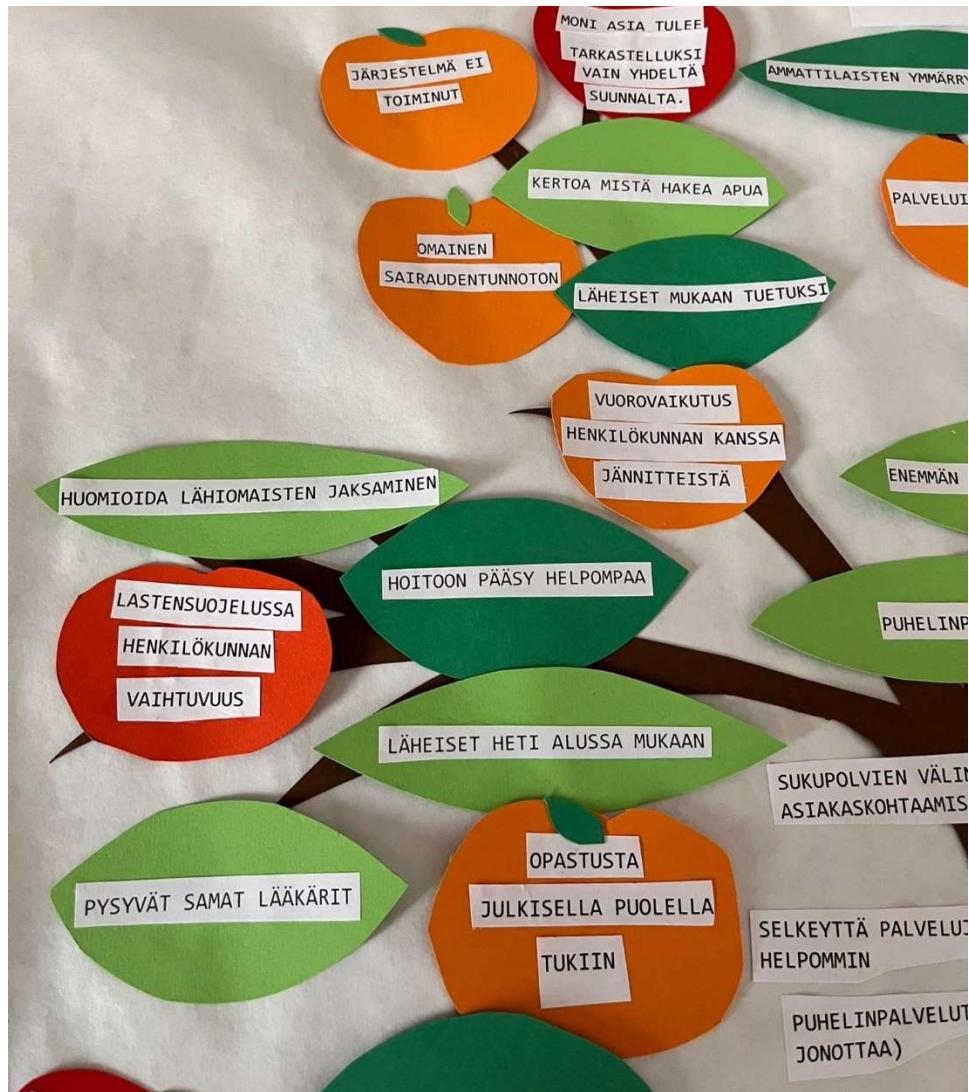 MONI ASIA TULEE
TARKASTELLUKSI
VAIN YHDELTÄ
SUUNNALTA.
JÄRJESTELMÄ EI
TOIMINUT
AMMATTILAISTEN
KERTOA MISTÄ HAKEA APUA
OMAINEN
SAIRAUDENTUNNOTON
LÄHEISET MUKAAN TUETUKSI
VUOROVAIKUTUS
HENKILÖKUNNAN KANSSA
JÄNNITTEISTÄ
ENEMMÄN
HUOMIOIDA LÄHIOMAISTEN JAKSAMINEN
HOITOON PÄÄSY HELPOMPAA
LASTENSUOJELUSSA
HENKILÖKUNNAN
VAIHTUVUUS
LÄHEISET HETI ALUSSA MUKAAN
SUKUPOLVIEN
PYSYVÄT SAMAT LÄÄKÄRIT
OPASTUSTA
JULKISELLA PUOLELLA
TUKIIN
SELKEYTTÄ
HELPOMMIN
PUHELINPALVELUT
JONOTTAA)